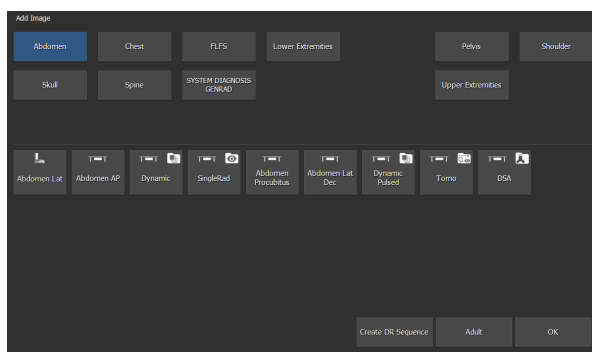 Add Image
Abdomen
Chest
FLFS
Lower Extremities
Pelvis
Shoulder
Skull
Spine
SYSTEM DIAGNOSIS
GENRAD
Upper Extremities
Abdomen Lat
Abdomen AP
Dynamic
SingleRad
Abdomen
Procubitus
Abdomen Lat
Dec
Dynamic
Pulsed
Tomo
DSA
Create DR Sequence
Adult
OK